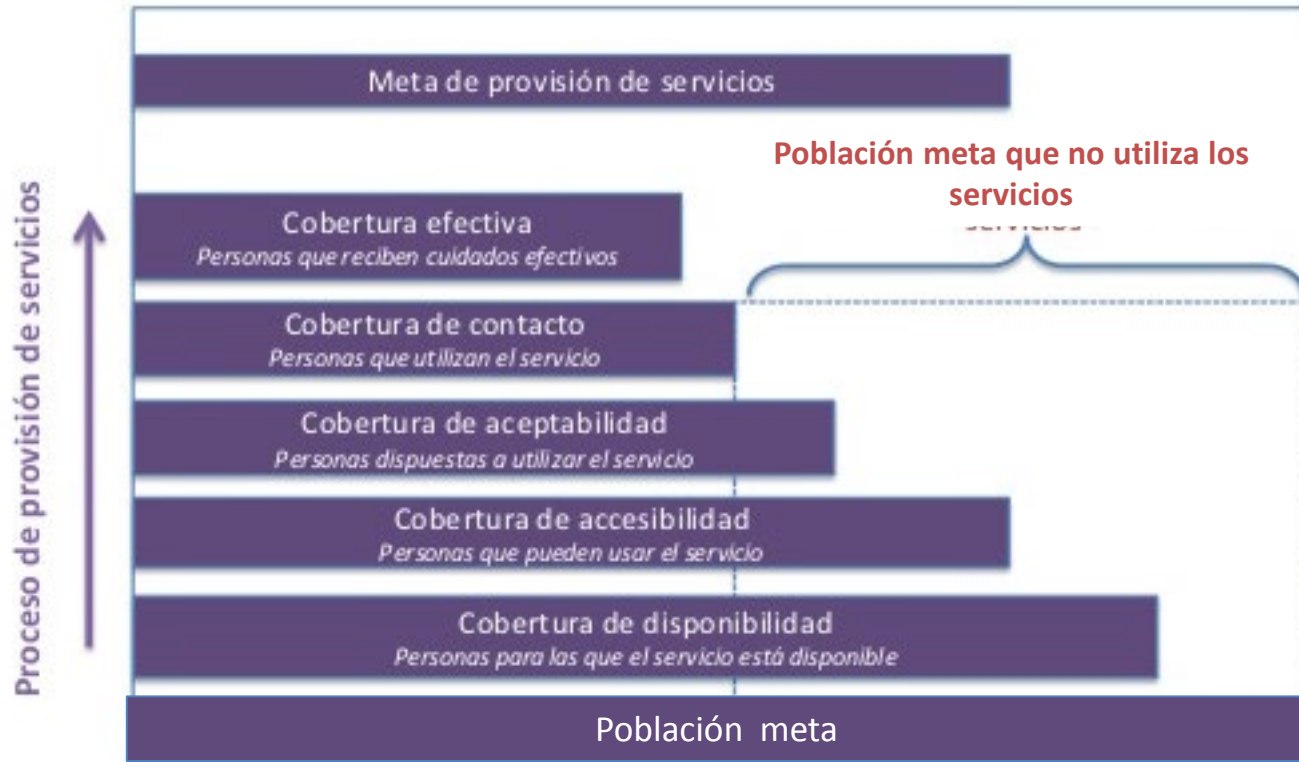 Meta de provisión de servicios
Población meta que no utiliza los
servicios
servicios
Cobertura efectiva
Personas que reciben cuidados efectivos
Cobertura de contacto
Personas que utilizan el servicio
Cobertura de aceptabilidad
Personas dispuestas a utilizar el servicio
Cobertura de accesibilidad
Personas que pueden usar el servicio
Cobertura de disponibilidad
Personas para las que el servicio está disponible
Población meta
Proceso de provisión de servicios